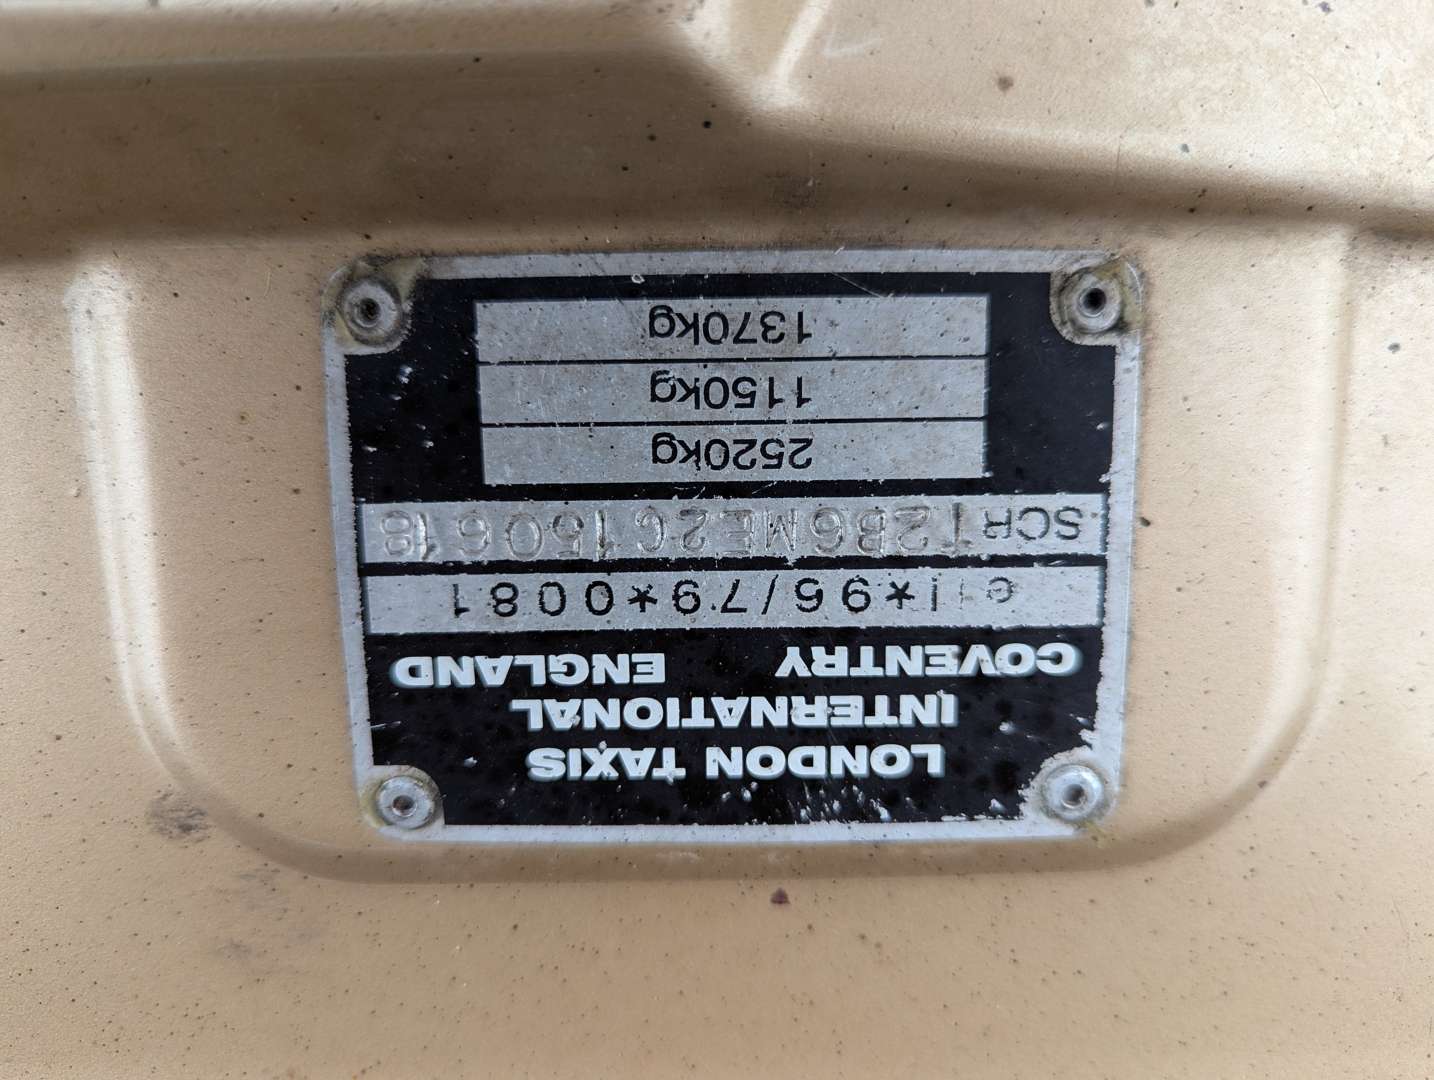 LONDON TAXIS
INTERNATIONAL
COVENTRY ENGLAND
e11*96/79*0081
SCRT2B6ME2C150618
2520kg
1150kg
1370kg